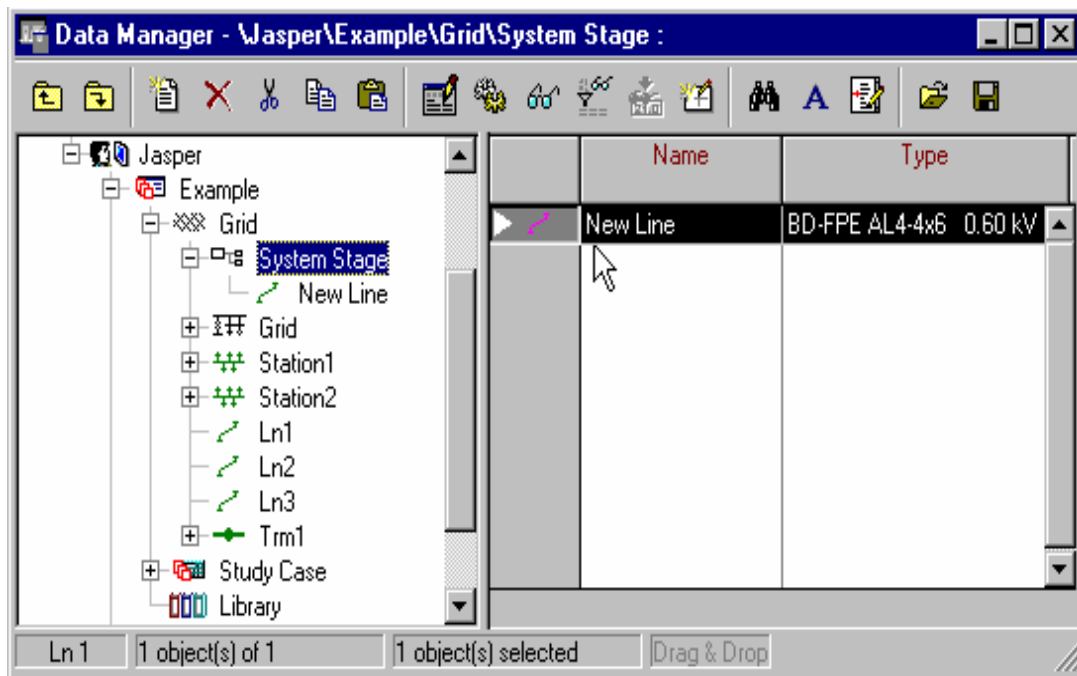 Data Manager - \Jasper\Example\Grid\System Stage :
Jasper
Example
Grid
System Stage
New Line
Grid
Station1
Station2
Ln1
Ln2
Ln3
Trm1
Study Case
Library
Name Type
New Line BD-FPE AL4-4x6 0.60 kV
Ln 1 1 object(s) of 1 1 object(s) selected Drag & Drop